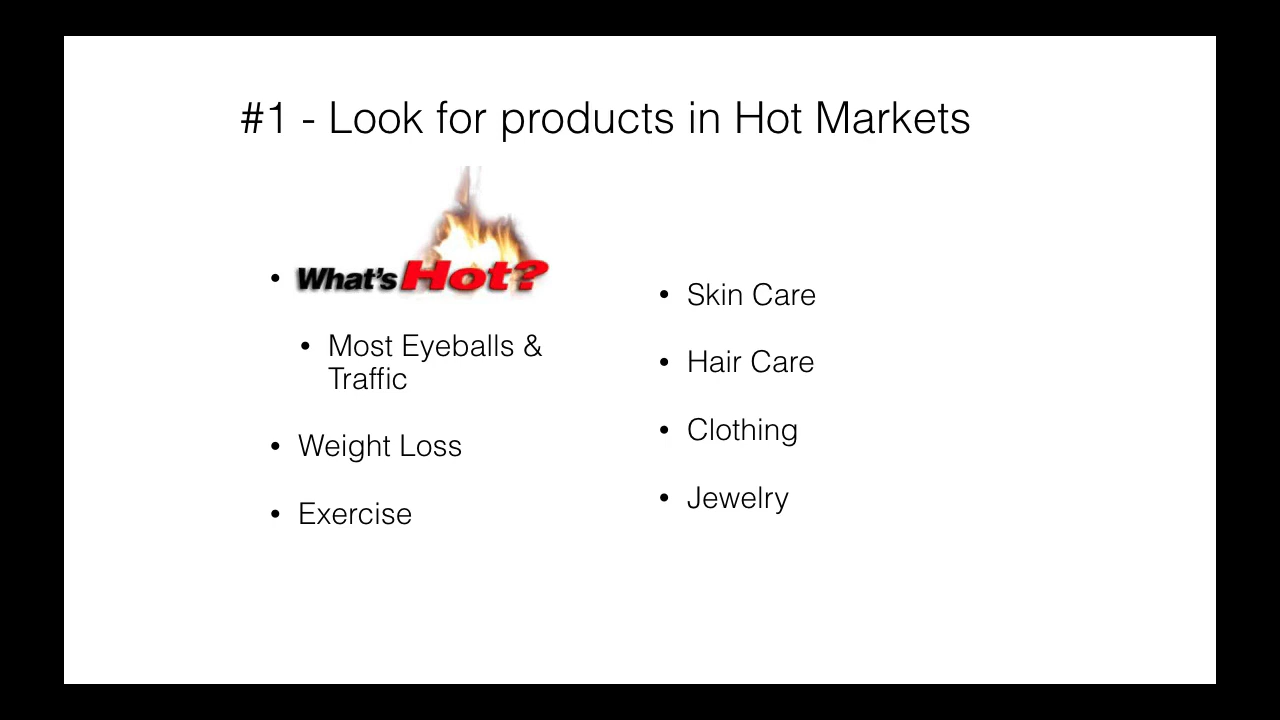 #1 - Look for products in Hot Markets
• What's Hot?
• Most Eyeballs &
Traffic
• Weight Loss
• Exercise
• Skin Care
• Hair Care
• Clothing
• Jewelry